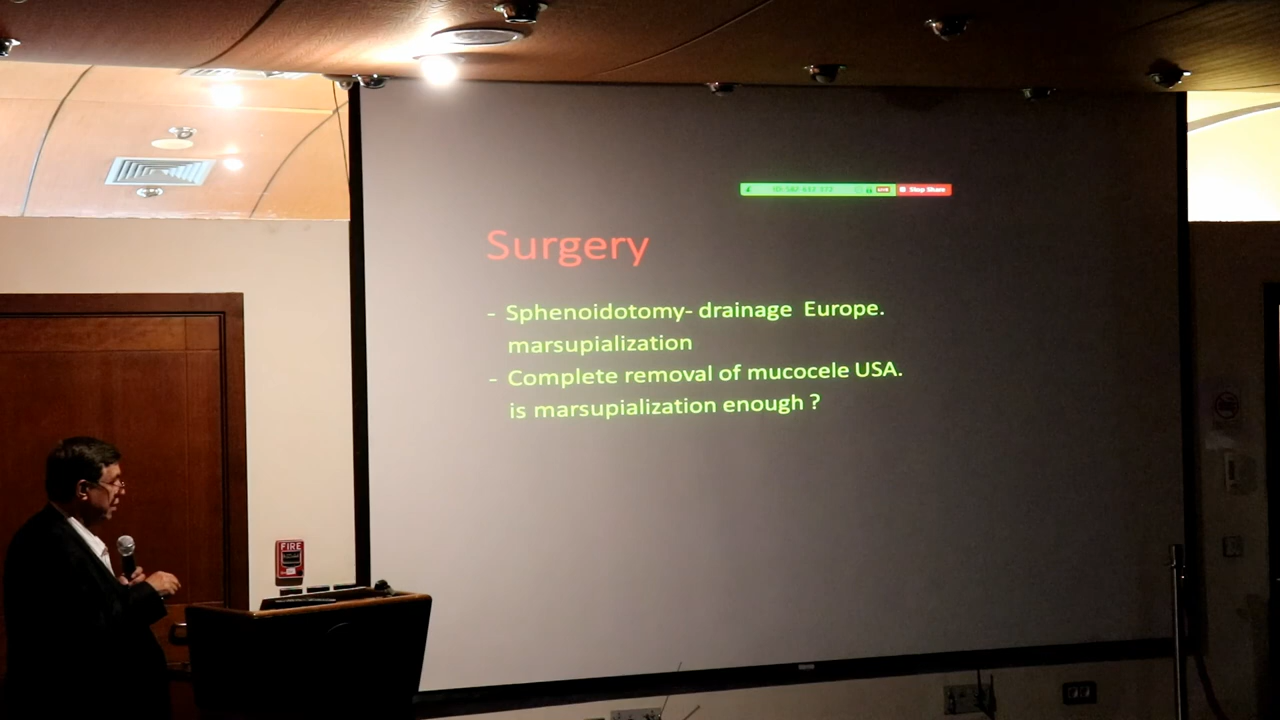 Stop Share
Surgery
- Sphenoidotomy- drainage Europe.
marsupialization
- Complete removal of mucocele USA.
is marsupialization enough ?
FIRE